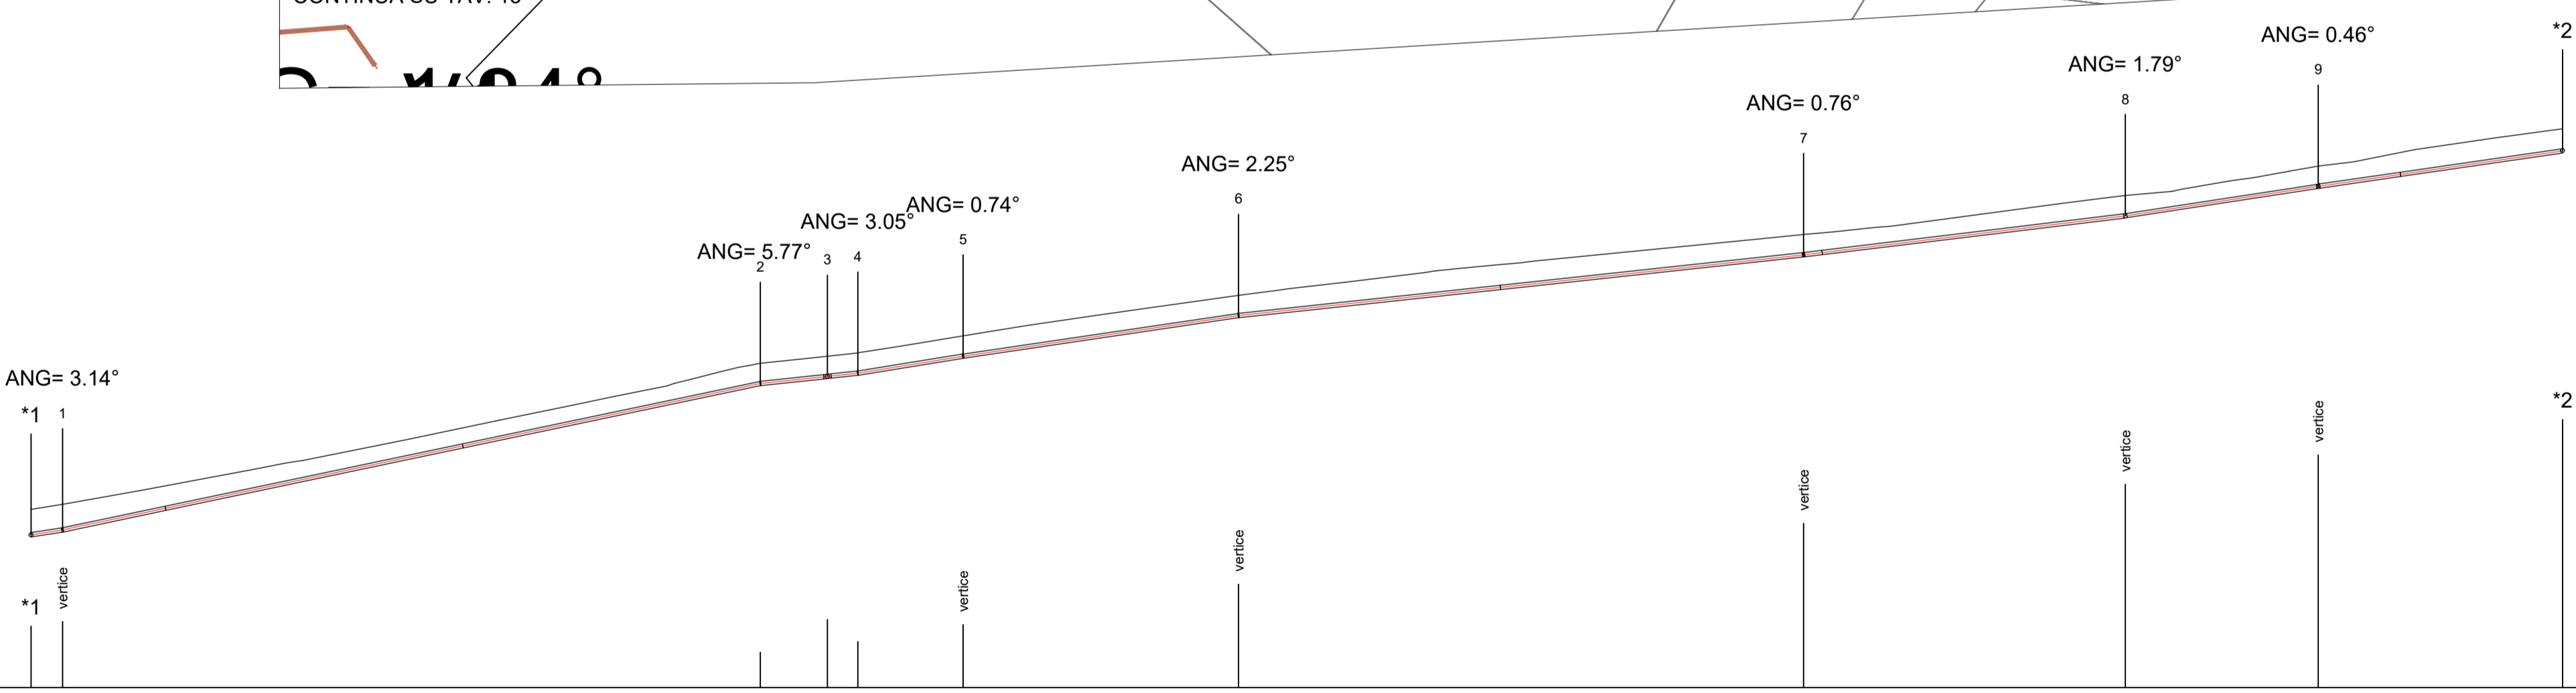 ANG= 0.46°
*2
9
ANG= 1.79°
8
ANG= 0.76°
7
ANG= 2.25°
6
ANG= 0.74°
5
ANG= 3.05°
4
3
ANG= 5.77°
2
ANG= 3.14°
*1
1
*2
vertice
vertice
vertice
vertice
vertice
vertice
*1